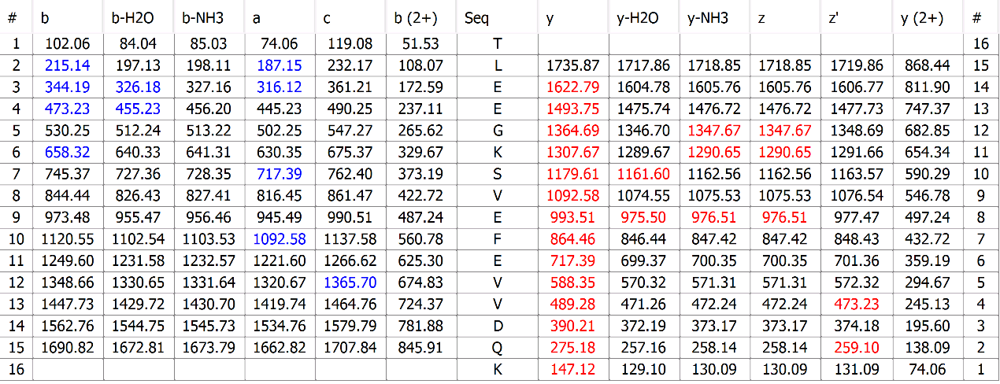 # b b-H2O b-NH3 a c b (2+) Seq y y-H2O y-NH3 z z' y (2+) #
1 102.06 84.04 85.03 74.06 119.08 51.53 T 16
2 215.14 197.13 198.11 187.15 232.17 108.07 L 1735.87 1717.86 1718.85 1718.85 1719.86 868.44 15
3 344.19 326.18 327.16 316.12 361.21 172.59 E 1622.79 1604.78 1605.76 1605.76 1606.77 811.90 14
4 473.23 455.23 456.20 445.23 490.25 237.11 E 1493.75 1475.74 1476.72 1476.72 1477.73 747.37 13
5 530.25 512.24 513.22 502.25 547.27 265.62 G 1364.69 1346.70 1347.67 1347.67 1348.69 682.85 12
6 658.32 640.33 641.31 630.35 675.37 329.67 K 1307.67 1289.67 1290.65 1290.65 1291.66 654.34 11
7 745.37 727.36 728.35 717.39 762.40 373.19 S 1179.61 1161.60 1162.56 1162.56 1163.57 590.29 10
8 844.44 826.43 827.41 816.45 861.47 422.72 V 1092.58 1074.55 1075.53 1075.53 1076.54 546.78 9
9 973.48 955.47 956.46 945.49 990.51 487.24 E 993.51 975.50 976.51 976.51 977.47 497.24 8
10 1120.55 1102.54 1103.53 1092.58 1137.58 560.78 F 864.46 846.44 847.42 847.42 848.43 432.72 7
11 1249.60 1231.58 1232.57 1221.60 1266.62 625.30 E 717.39 699.37 700.35 700.35 701.36 359.19 6
12 1348.66 1330.65 1331.64 1320.67 1365.70 674.83 V 588.35 570.32 571.31 571.31 572.32 294.67 5
13 1447.73 1429.72 1430.70 1419.74 1464.76 724.37 V 489.28 471.26 472.24 472.24 473.23 245.13 4
14 1562.76 1544.75 1545.73 1534.76 1579.79 781.88 D 390.21 372.19 373.17 373.17 374.18 195.60 3
15 1690.82 1672.81 1673.79 1662.82 1707.84 845.91 Q 275.18 257.16 258.14 258.14 259.10 138.09 2
16 K 147.12 129.10 130.09 130.09 131.09 74.06 1